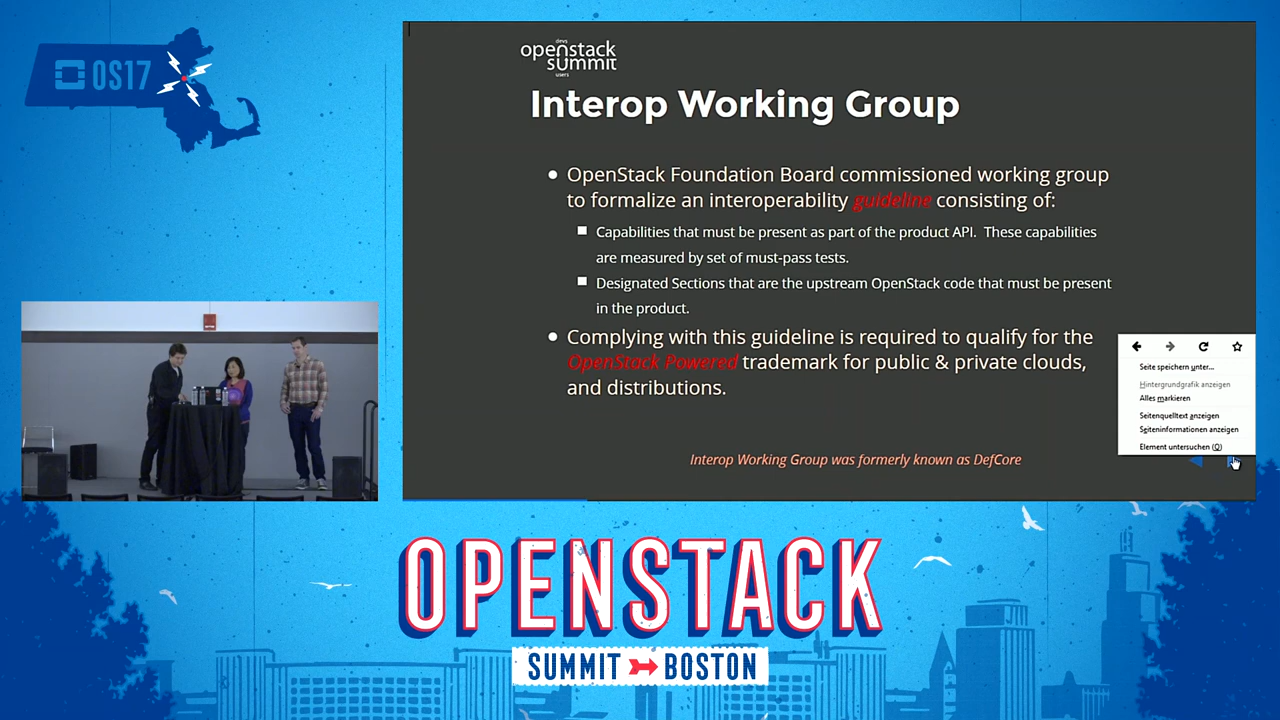 OS17
devs
openstack
summit
users
Interop Working Group
OpenStack Foundation Board commissioned working group
to formalize an interoperability guideline consisting of:
Capabilities that must be present as part of the product API. These capabilities
are measured by set of must-pass tests.
Designated Sections that are the upstream OpenStack code that must be present
in the product.
Complying with this guideline is required to qualify for the
OpenStack Powered trademark for public & private clouds,
and distributions.
Interop Working Group was formerly known as DefCore
Seite speichern unter...
Hintergrundgrafik anzeigen
Alles markieren
Seitenquelltext anzeigen
Seiteninformationen anzeigen
Element untersuchen (Q)
OPENSTACK
SUMMIT BOSTON